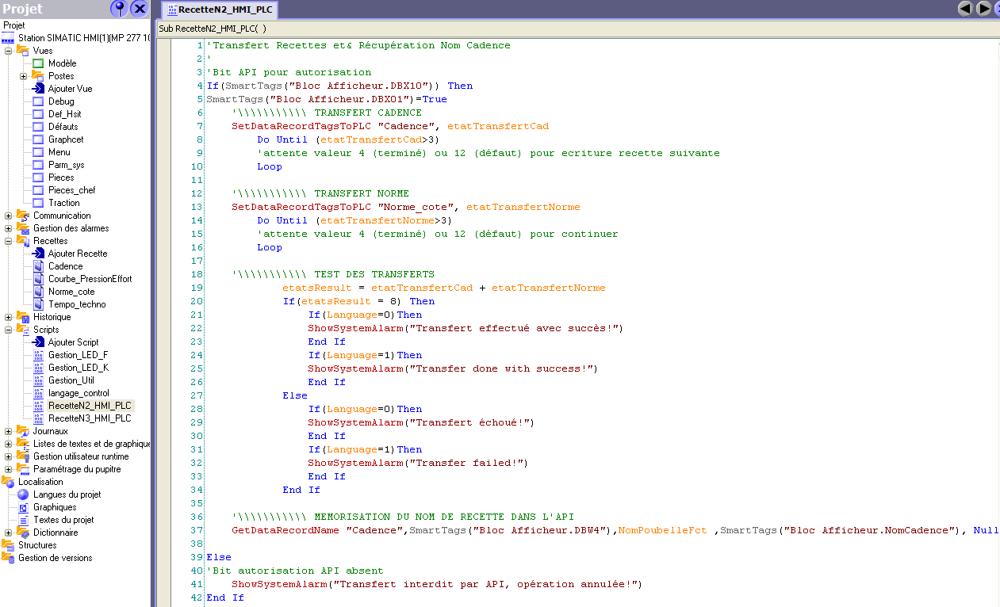 Projet
Projet
Station SIMATIC HMI(1)(MP 277 10
Vues
Modèle
Postes
Ajouter Vue
Debug
Def_Hsit
Défauts
Graphcet
Menu
Parm_sys
Pieces
Pieces_chef
Traction
Communication
Gestion des alarmes
Recettes
Ajouter Recette
Cadence
Courbe_PressionEffort
Norme_cote
Tempo_techno
Historique
Scripts
Ajouter Script
Gestion_LED_F
Gestion_LED_K
Gestion_Util
langage_control
RecetteN2_HMI_PLC
RecetteN3_HMI_PLC
Journaux
Listes de textes et de graphique
Gestion utilisateur runtime
Paramétrage du pupitre
Localisation
Langues du projet
Graphiques
Textes du projet
Dictionnaire
Structures
Gestion de versions
RecetteN2_HMI_PLC
Sub RecetteN2_HMI_PLC( )
1 'Transfert Recettes et& Récupération Nom Cadence
2 '
3 'Bit API pour autorisation
4 If(SmartTags("Bloc Afficheur.DBX10")) Then
5 SmartTags("Bloc Afficheur.DBX01")=True
6 '\\\\\\\\\\\ TRANSFERT CADENCE
7 SetDataRecordTagsToPLC "Cadence", etatTransfertCad
8 Do Until (etatTransfertCad>3)
9 'attente valeur 4 (terminé) ou 12 (défaut) pour ecriture recette suivante
10 Loop
11
12 '\\\\\\\\\\\ TRANSFERT NORME
13 SetDataRecordTagsToPLC "Norme_cote", etatTransfertNorme
14 Do Until (etatTransfertNorme>3)
15 'attente valeur 4 (terminé) ou 12 (défaut) pour continuer
16 Loop
17
18 '\\\\\\\\\\\ TEST DES TRANSFERTS
19 etatsResult = etatTransfertCad + etatTransfertNorme
20 If(etatsResult = 8) Then
21 If(Language=0)Then
22 ShowSystemAlarm("Transfert effectué avec succès!")
23 End If
24 If(Language=1)Then
25 ShowSystemAlarm("Transfer done with success!")
26 End If
27 Else
28 If(Language=0)Then
29 ShowSystemAlarm("Transfert échoué!")
30 End If
31 If(Language=1)Then
32 ShowSystemAlarm("Transfer failed!")
33 End If
34 End If
35
36 '\\\\\\\\\\\ MEMORISATION DU NOM DE RECETTE DANS L'API
37 GetDataRecordName "Cadence",SmartTags("Bloc Afficheur.DBW4"),NomPoubelleFct ,SmartTags("Bloc Afficheur.NomCadence"), Null
38
39 Else
40 'Bit autorisation API absent
41 ShowSystemAlarm("Transfert interdit par API, opération annulée!")
42 End If